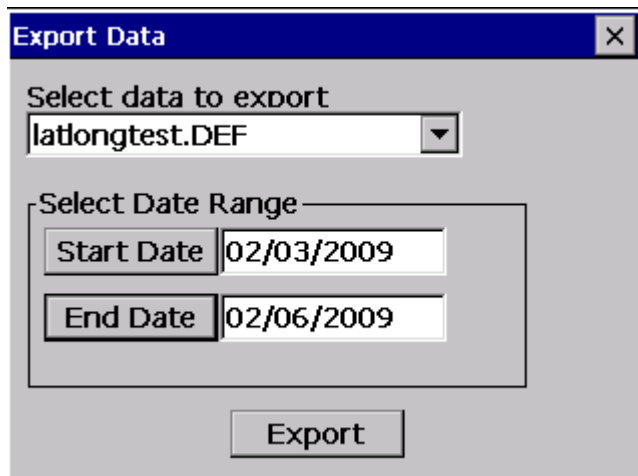 Export Data
Select data to export
latlongtest.DEF
Select Date Range
Start Date 02/03/2009
End Date 02/06/2009
Export